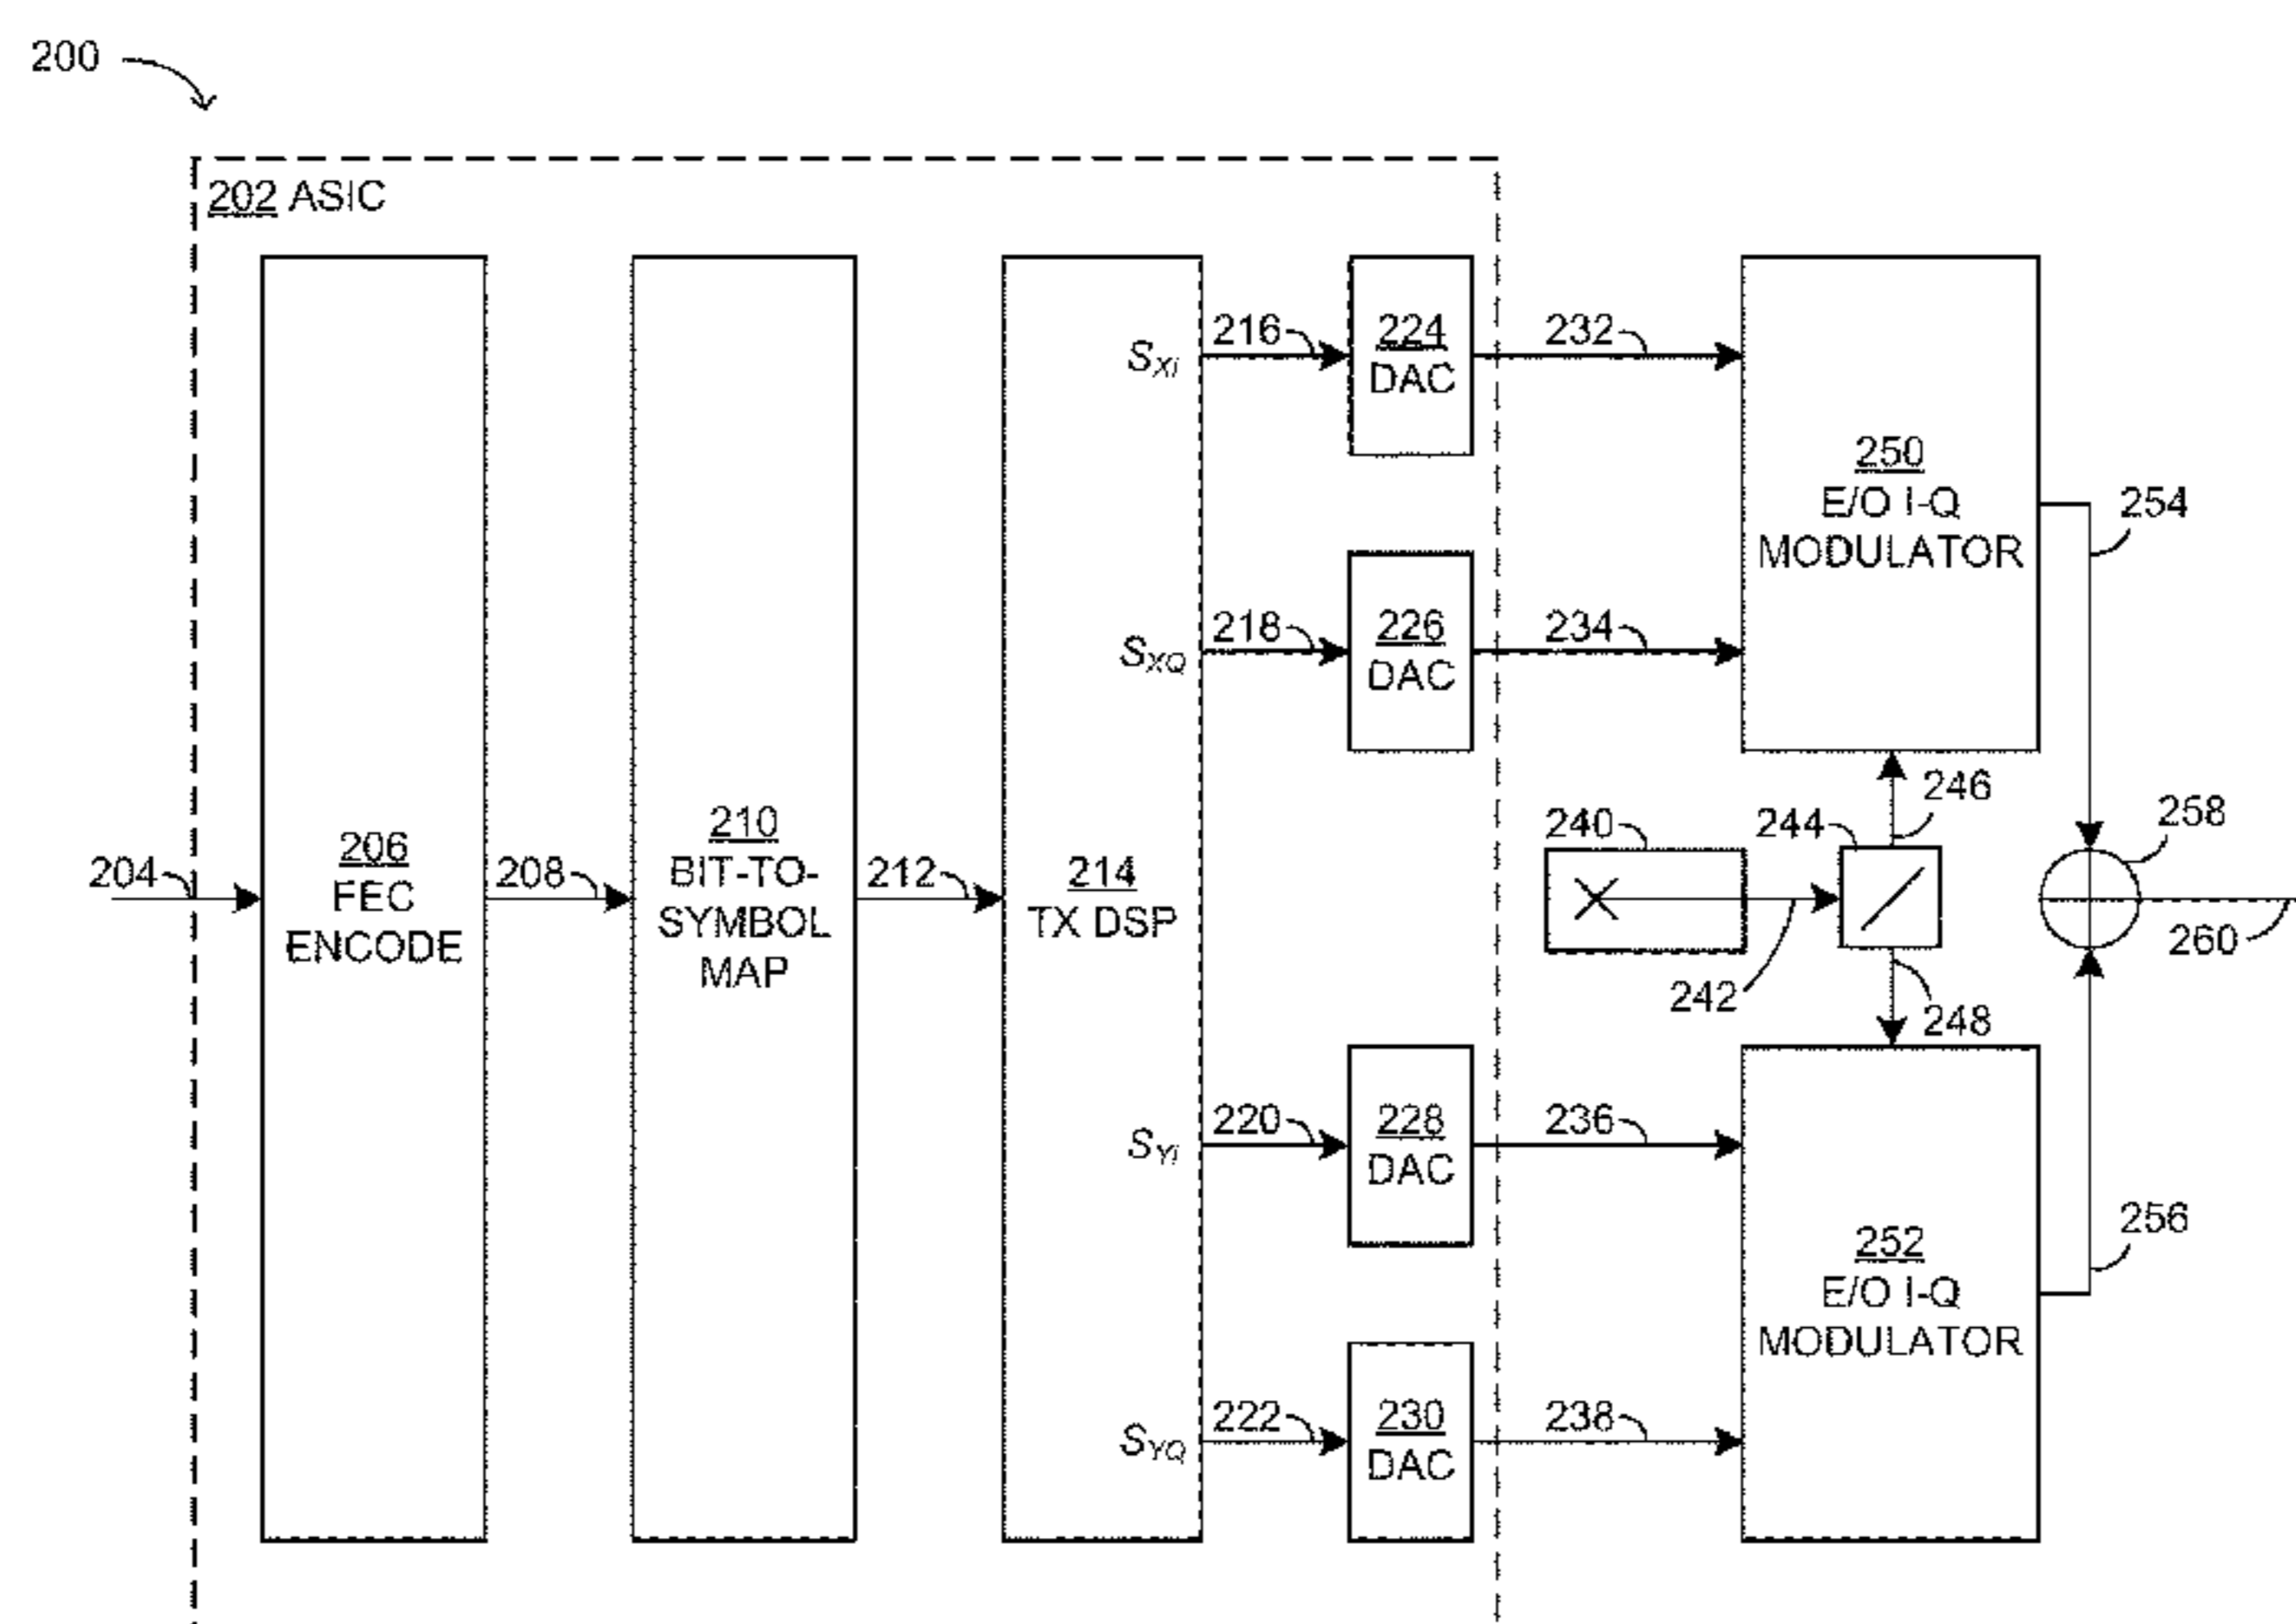 200
202 ASIC
216
224
DAC
232
SXI
250
E/O I-Q
MODULATOR
254
218
226
DAC
234
SXQ
246
240
244
258
204
206
FEC
ENCODE
208
210
BIT-TO-
SYMBOL
MAP
212
214
TX DSP
242
248
260
220
228
DAC
236
SYI
256
252
E/O I-Q
MODULATOR
222
230
DAC
238
SYQ